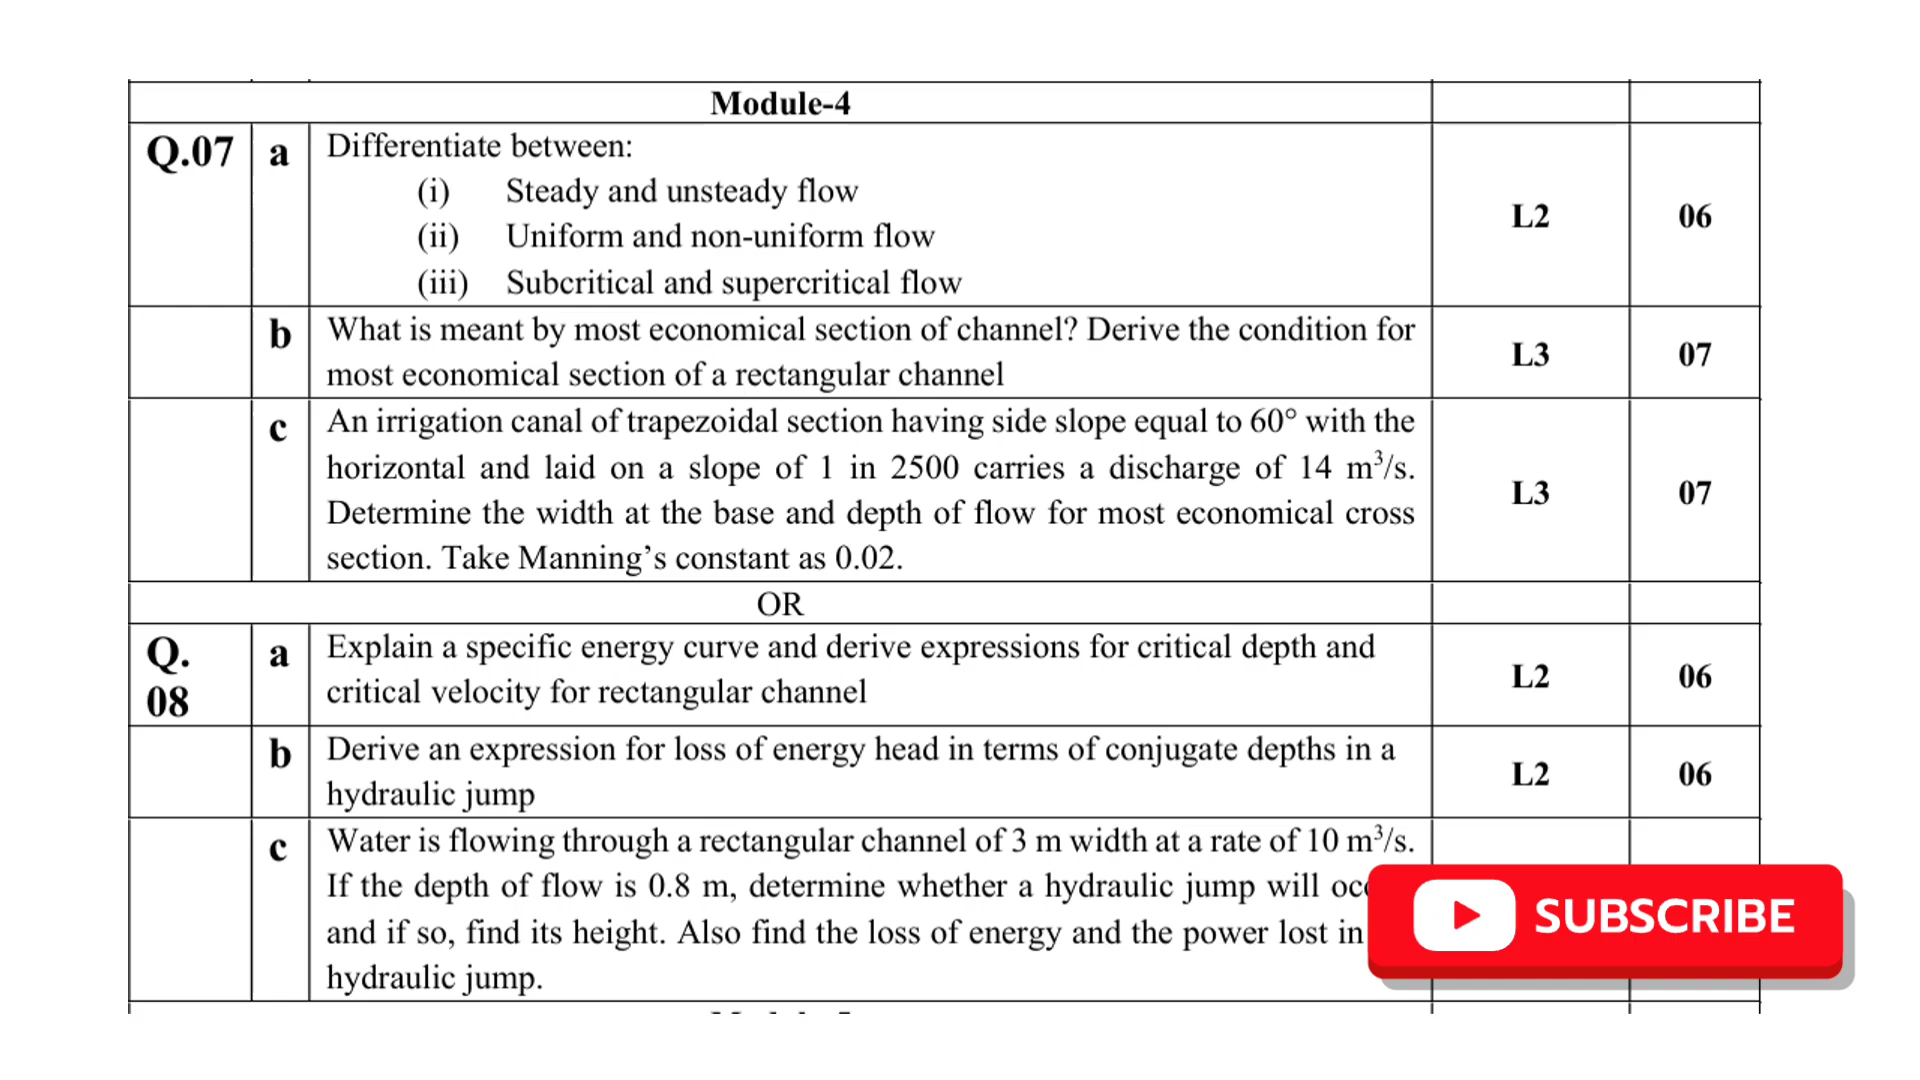 Module-4
Q.07 a Differentiate between:
(i) Steady and unsteady flow
(ii) Uniform and non-uniform flow
(iii) Subcritical and supercritical flow
L2 06
b What is meant by most economical section of channel? Derive the condition for
most economical section of a rectangular channel
L3 07
c An irrigation canal of trapezoidal section having side slope equal to 60° with the
horizontal and laid on a slope of 1 in 2500 carries a discharge of 14 m³/s.
Determine the width at the base and depth of flow for most economical cross
section. Take Manning’s constant as 0.02.
L3 07
OR
Q. 08 a Explain a specific energy curve and derive expressions for critical depth and
critical velocity for rectangular channel
L2 06
b Derive an expression for loss of energy head in terms of conjugate depths in a
hydraulic jump
L2 06
c Water is flowing through a rectangular channel of 3 m width at a rate of 10 m³/s.
If the depth of flow is 0.8 m, determine whether a hydraulic jump will
and if so, find its height. Also find the loss of energy and the power lost in
hydraulic jump.
SUBSCRIBE